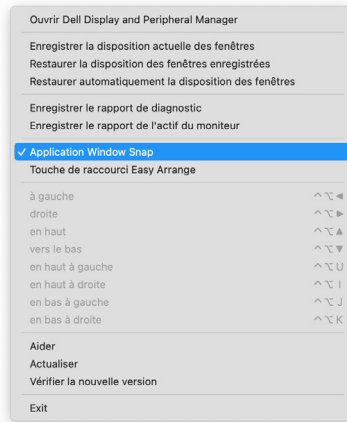 Ouvrir Dell Display and Peripheral Manager
Enregistrer la disposition actuelle des fenêtres
Restaurer la disposition des fenêtres enregistrées
Restaurer automatiquement la disposition des fenêtres
Enregistrer le rapport de diagnostic
Enregistrer le rapport de l'actif du moniteur
✓ Application Window Snap
Touche de raccourci Easy Arrange
à gauche ^⌥◀
droite ^⌥▶
en haut ^⌥▲
vers le bas ^⌥▼
en haut à gauche ^⌥U
en haut à droite ^⌥I
en bas à gauche ^⌥J
en bas à droite ^⌥K
Aider
Actualiser
Vérifier la nouvelle version
Exit